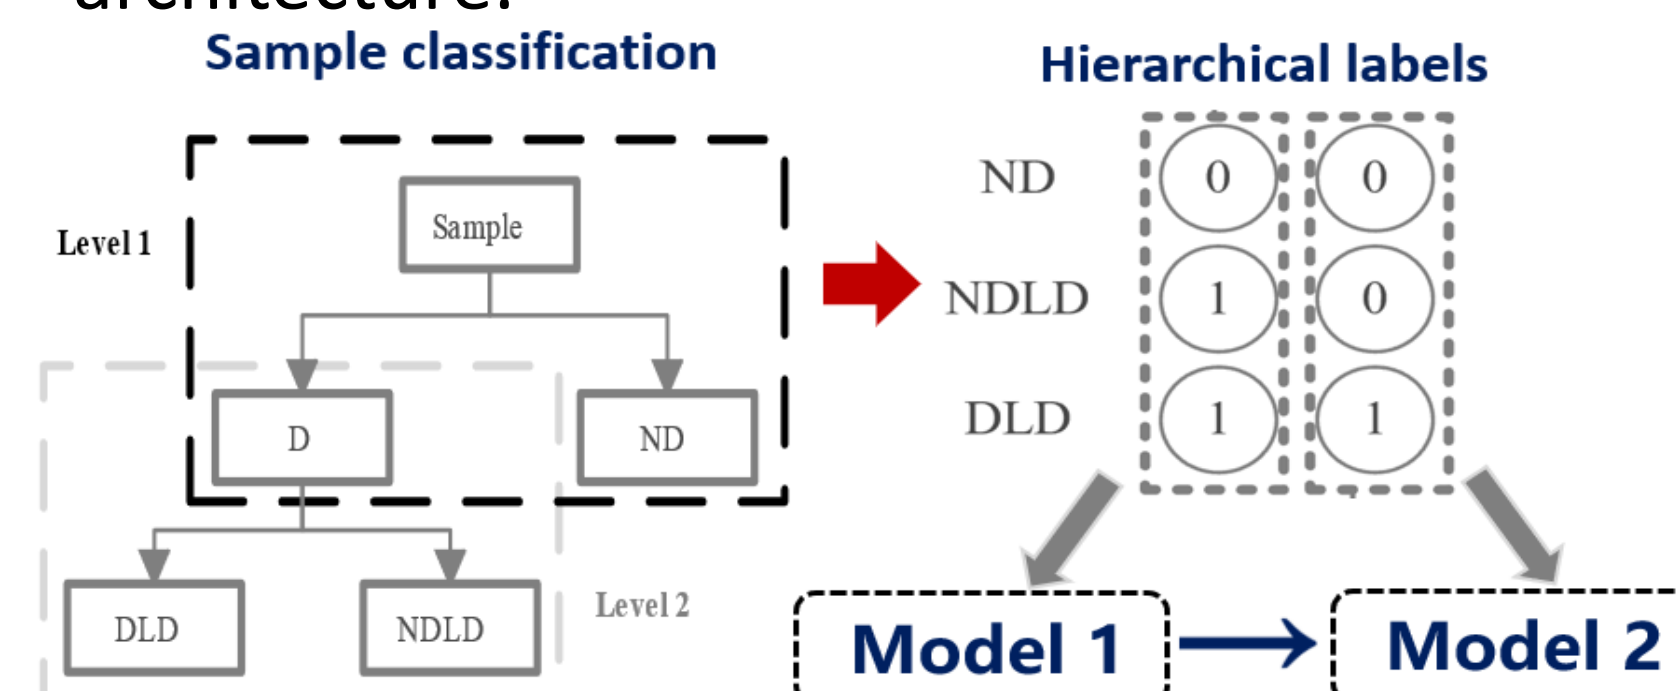 architecture.
Sample classification
Hierarchical labels
Level 1
Sample
D
ND
DLD
NDLD
Level 2
ND 0 0
NDLD 1 0
DLD 1 1
Model 1
Model 2